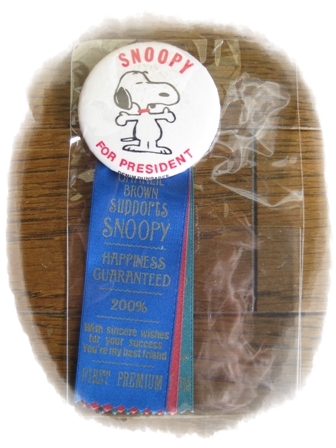 SNOOPY
FOR PRESIDENT
BROWN
supports
SNOOPY
HAPPINESS
GUARANTEED
200%
With sincere wishes
for your success
You're my best friend
FIRST PREMIUM